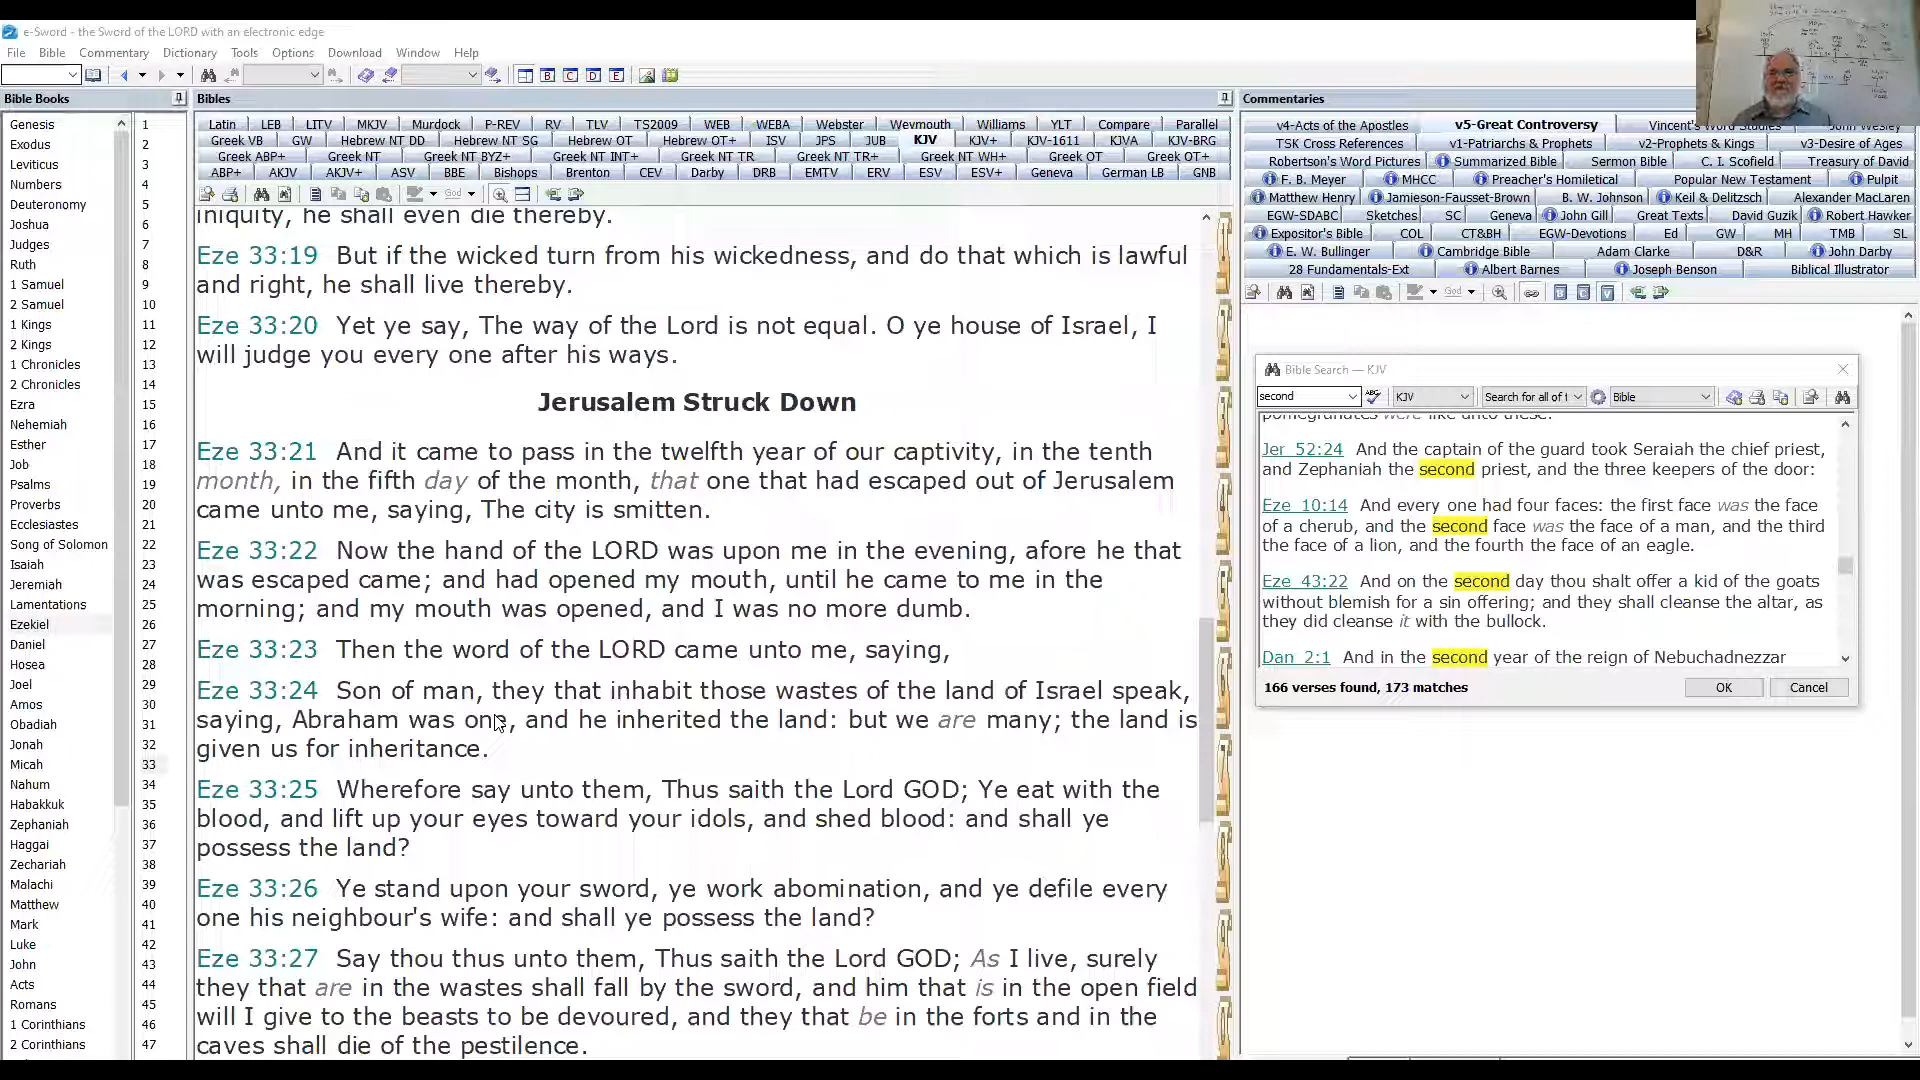 e-Sword - the Sword of the LORD with an electronic edge
File Bible Commentary Dictionary Tools Options Download Window Help
B C D E
Bible Books
Genesis
Exodus
Leviticus
Numbers
Deuteronomy
Joshua
Judges
Ruth
1 Samuel
2 Samuel
1 Kings
2 Kings
1 Chronicles
2 Chronicles
Ezra
Nehemiah
Esther
Job
Psalms
Proverbs
Ecclesiastes
Song of Solomon
Isaiah
Jeremiah
Lamentations
Ezekiel
Daniel
Hosea
Joel
Amos
Obadiah
Jonah
Micah
Nahum
Habakkuk
Zephaniah
Haggai
Zechariah
Malachi
Matthew
Mark
Luke
John
Acts
Romans
1 Corinthians
2 Corinthians
1
2
3
4
5
6
7
8
9
10
11
12
13
14
15
16
17
18
19
20
21
22
23
24
25
26
27
28
29
30
31
32
33
34
35
36
37
38
39
40
41
42
43
44
45
46
47
Bibles
Latin LEB LITV MKJV Murdock P-REV RV TLV TS2009 WEB WEBA Webster Weymouth Williams YLT Compare Parallel
Greek VB GW Hebrew NT DD Hebrew NT SG Hebrew OT Hebrew OT+ ISV JPS JUB KJV KJV+ KJV-1611 KJVA KJV-BRG
Greek ABP+ Greek NT Greek NT BYZ+ Greek NT INT+ Greek NT TR Greek NT TR+ Greek NT WH+ Greek OT Greek OT+
ABP+ AKJV AKJV+ ASV BBE Bishops Brenton CEV Darby DRB EMTV ERV ESV ESV+ Geneva German LB GNB
God
iniquity, he shall even die thereby.
Eze 33:19 But if the wicked turn from his wickedness, and do that which is lawful
and right, he shall live thereby.
Eze 33:20 Yet ye say, The way of the Lord is not equal. O ye house of Israel, I
will judge you every one after his ways.
Jerusalem Struck Down
Eze 33:21 And it came to pass in the twelfth year of our captivity, in the tenth
month, in the fifth day of the month, that one that had escaped out of Jerusalem
came unto me, saying, The city is smitten.
Eze 33:22 Now the hand of the LORD was upon me in the evening, afore he that
was escaped came; and had opened my mouth, until he came to me in the
morning; and my mouth was opened, and I was no more dumb.
Eze 33:23 Then the word of the LORD came unto me, saying,
Eze 33:24 Son of man, they that inhabit those wastes of the land of Israel speak,
saying, Abraham was one, and he inherited the land: but we are many; the land is
given us for inheritance.
Eze 33:25 Wherefore say unto them, Thus saith the Lord GOD; Ye eat with the
blood, and lift up your eyes toward your idols, and shed blood: and shall ye
possess the land?
Eze 33:26 Ye stand upon your sword, ye work abomination, and ye defile every
one his neighbour's wife: and shall ye possess the land?
Eze 33:27 Say thou thus unto them, Thus saith the Lord GOD; As I live, surely
they that are in the wastes shall fall by the sword, and him that is in the open field
will I give to the beasts to be devoured, and they that be in the forts and in the
caves shall die of the pestilence.
Commentaries
v4-Acts of the Apostles v5-Great Controversy Vincent's Word Studies John Wesley
TSK Cross References v1-Patriarchs & Prophets v2-Prophets & Kings v3-Desire of Ages
Robertson's Word Pictures Summarized Bible Sermon Bible C. I. Scofield Treasury of David
F. B. Meyer MHCC Preacher's Homiletical Popular New Testament Pulpit
Matthew Henry Jamieson-Fausset-Brown B. W. Johnson Keil & Delitzsch Alexander MacLaren
EGW-SDABC Sketches SC Geneva John Gill Great Texts David Guzik Robert Hawker
Expositor's Bible COL CT&BH EGW-Devotions Ed GW MH TMB SL
E. W. Bullinger Cambridge Bible Adam Clarke D&R John Darby
28 Fundamentals-Ext Albert Barnes Joseph Benson Biblical Illustrator
God B C V
Bible Search — KJV
second KJV Search for all of t Bible
pomegranates were like unto these.
Jer 52:24 And the captain of the guard took Seraiah the chief priest,
and Zephaniah the second priest, and the three keepers of the door:
Eze 10:14 And every one had four faces: the first face was the face
of a cherub, and the second face was the face of a man, and the third
the face of a lion, and the fourth the face of an eagle.
Eze 43:22 And on the second day thou shalt offer a kid of the goats
without blemish for a sin offering; and they shall cleanse the altar, as
they did cleanse it with the bullock.
Dan 2:1 And in the second year of the reign of Nebuchadnezzar
166 verses found, 173 matches
OK Cancel